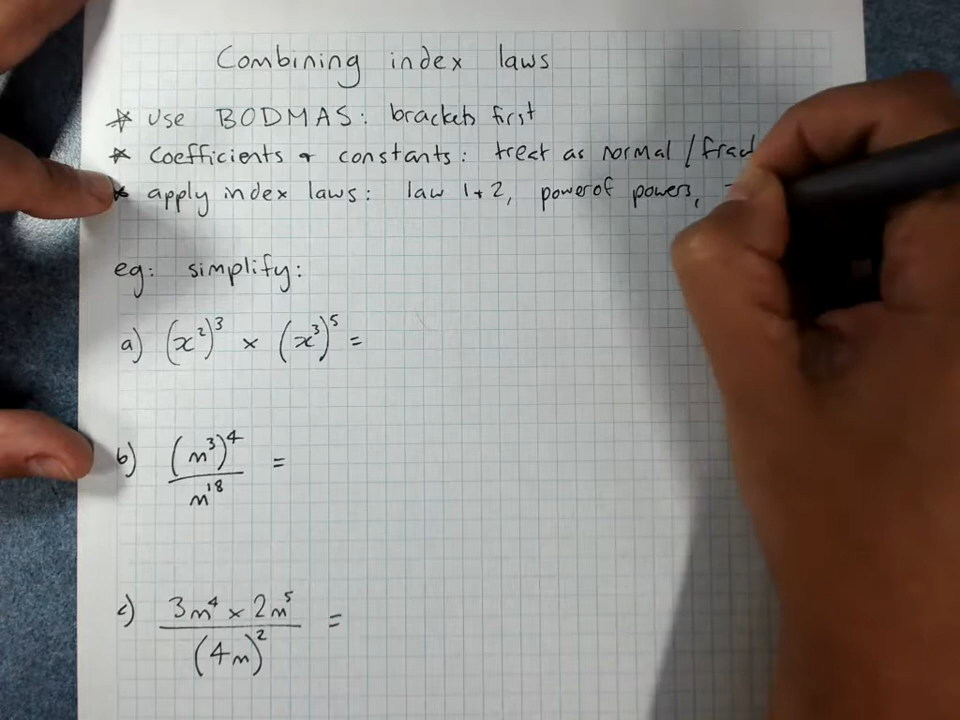 Combining index laws
* Use BODMAS: brackets first
* Coefficients & constants: treat as normal /
* apply index laws: law 1+2, power of powers,
eg: simplify:
a) (x²)³ × (x³)⁵ =
b) (m³)⁴ / m¹⁸ =
c) 3m⁴ × 2m⁵ / (4m)² =